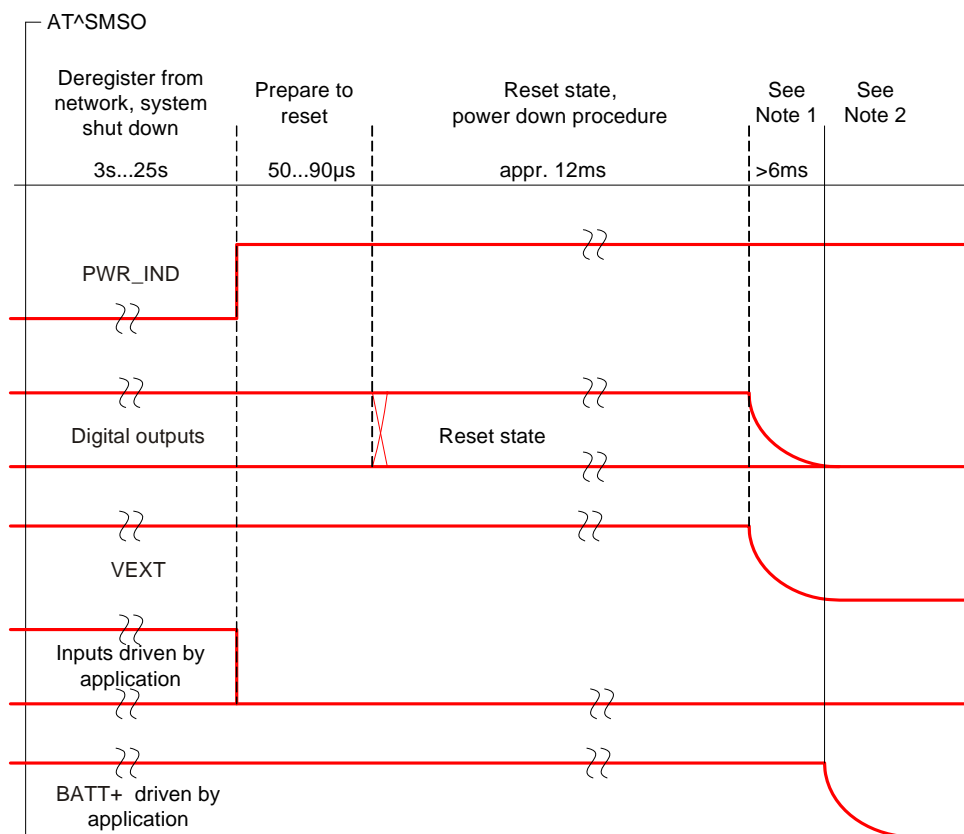 AT^SMSO
Deregister from
network, system
shut down
Prepare to
reset
Reset state,
power down procedure
See
Note 1
See
Note 2
3s...25s
50...90µs
appr. 12ms
>6ms
PWR_IND
Digital outputs
Reset state
VEXT
Inputs driven by
application
BATT+ driven by
application